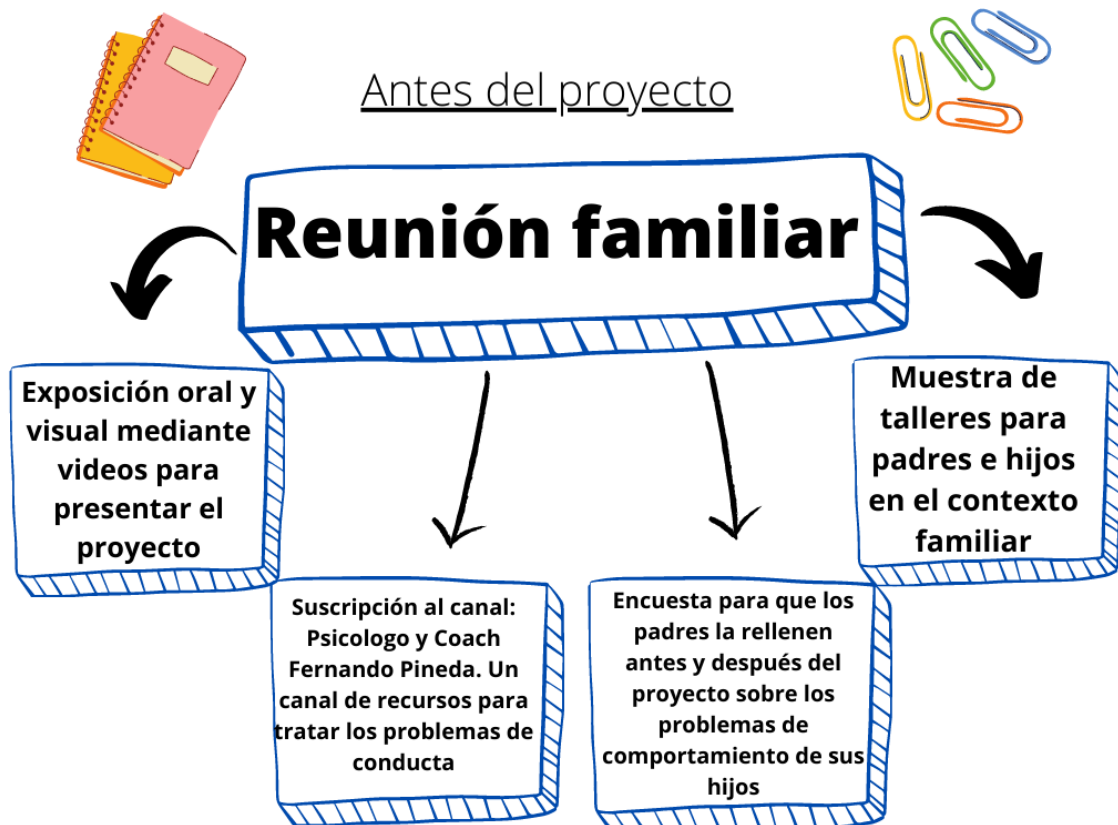 Antes del proyecto
Reunión familiar
Exposición oral y
visual mediante
videos para
presentar el
proyecto
Suscripción al canal:
Psicologo y Coach
Fernando Pineda. Un
canal de recursos para
tratar los problemas de
conducta
Encuesta para que los
padres la rellenen
antes y después del
proyecto sobre los
problemas de
comportamiento de sus
hijos
Muestra de
talleres para
padres e hijos
en el contexto
familiar